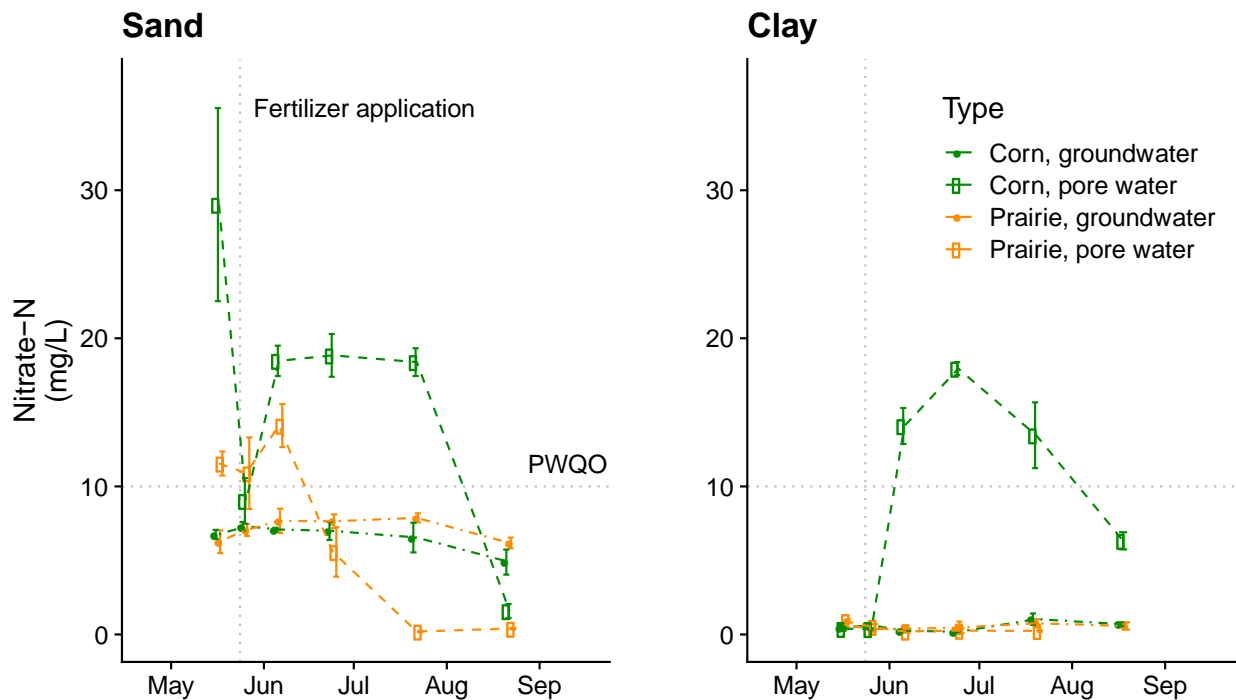 Sand
Clay
Nitrate−N
(mg/L)
30
20
10
0
Fertilizer application
PWQO
May
Jun
Jul
Aug
Sep
30
20
10
0
Type
Corn, groundwater
Corn, pore water
Prairie, groundwater
Prairie, pore water
May
Jun
Jul
Aug
Sep